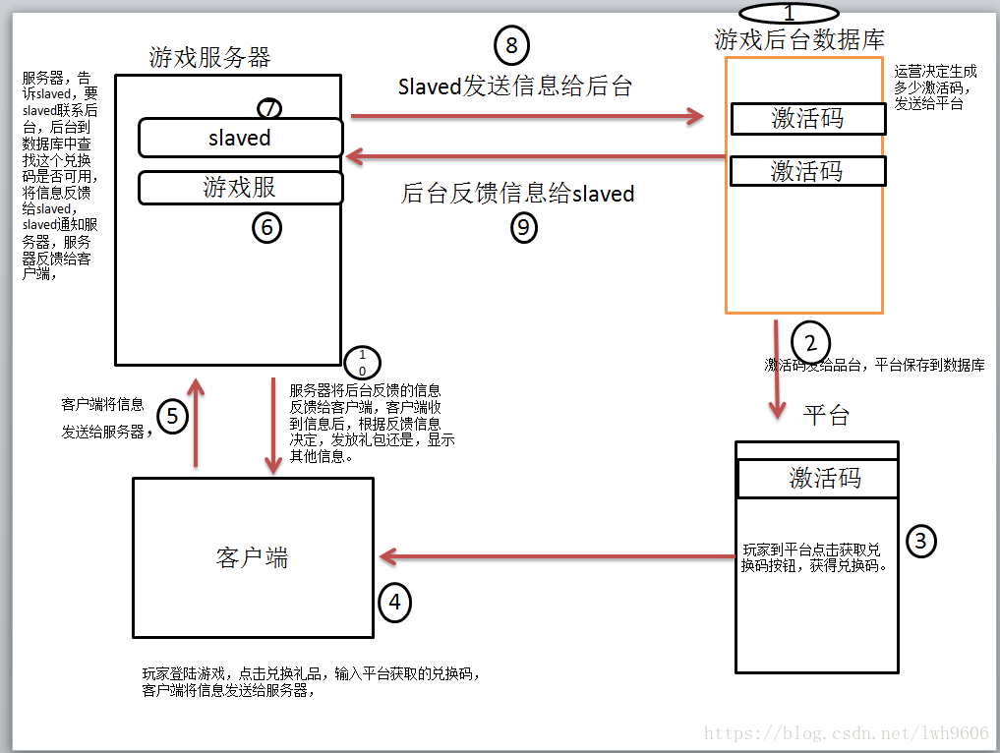 1
游戏后台数据库
游戏服务器
8
Slaved发送信息给后台
运营决定生成
多少激活码，
发送给平台
服务器，告
诉slaved，要
slaved联系后
台，后台到
数据库中查
找这个兑换
码是否可用，
将信息反馈
给slaved，
slaved通知服
务器，服务
器反馈给客
户端，
7
slaved
游戏服
6
激活码
激活码
后台反馈信息给slaved
9
2
激活码发给品台，平台保存到数据库
1
0
服务器将后台反馈的信息
反馈给客户端，客户端收
到信息后，根据反馈信息
决定，发放礼包还是，显示
其他信息。
客户端将信息
发送给服务器，
5
平台
激活码
玩家到平台点击获取兑
换码按钮，获得兑换码。
3
客户端
4
玩家登陆游戏，点击兑换礼品，输入平台获取的兑换码，
客户端将信息发送给服务器，
https://blog.csdn.net/lwh9606